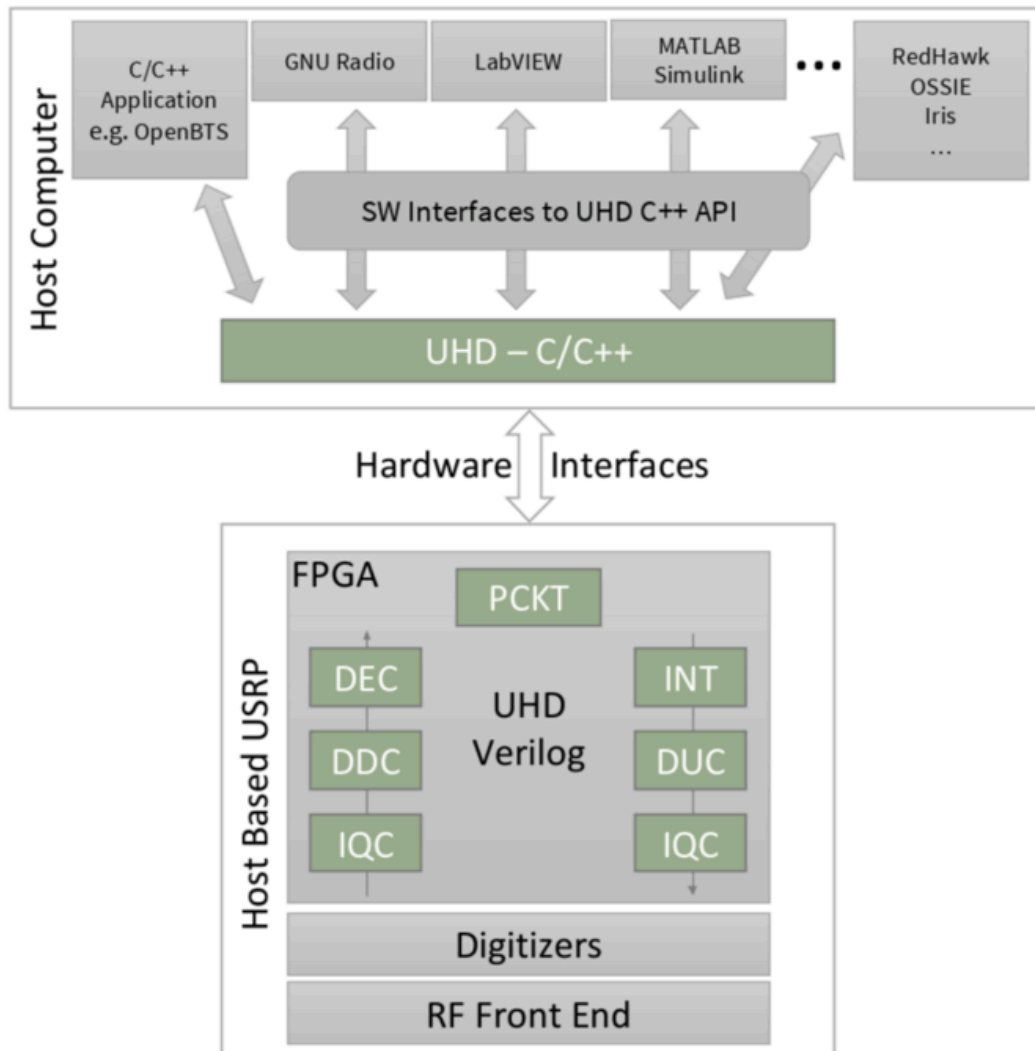 Host Computer
C/C++
Application
e.g. OpenBTS
GNU Radio
LabVIEW
MATLAB
Simulink
...
RedHawk
OSSIE
Iris
...
SW Interfaces to UHD C++ API
UHD – C/C++
Hardware Interfaces
Host Based USRP
FPGA
PCKT
DEC
DDC
IQC
UHD
Verilog
INT
DUC
IQC
Digitizers
RF Front End